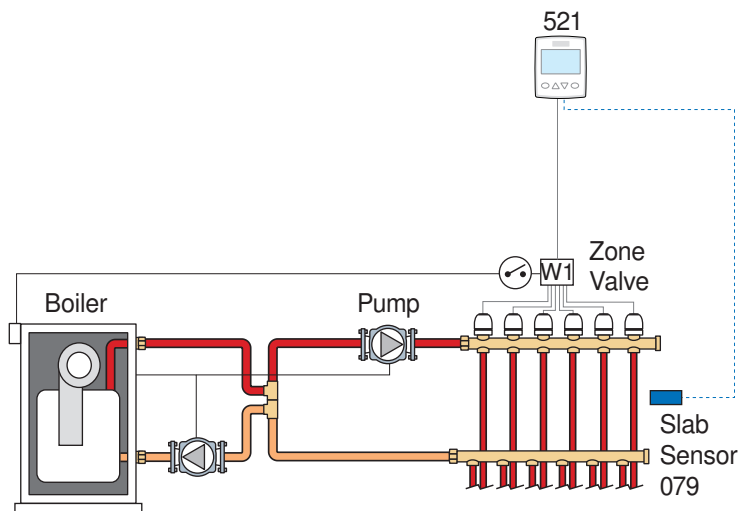 521
W1
Zone
Valve
Boiler
Pump
Slab
Sensor
079